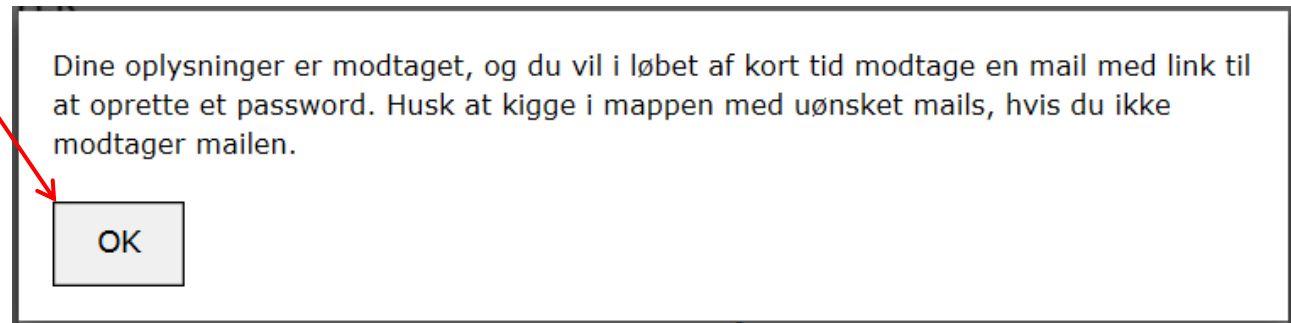 Dine oplysninger er modtaget, og du vil i løbet af kort tid modtage en mail med link til
at oprette et password. Husk at kigge i mappen med uønsket mails, hvis du ikke
modtager mailen.
OK